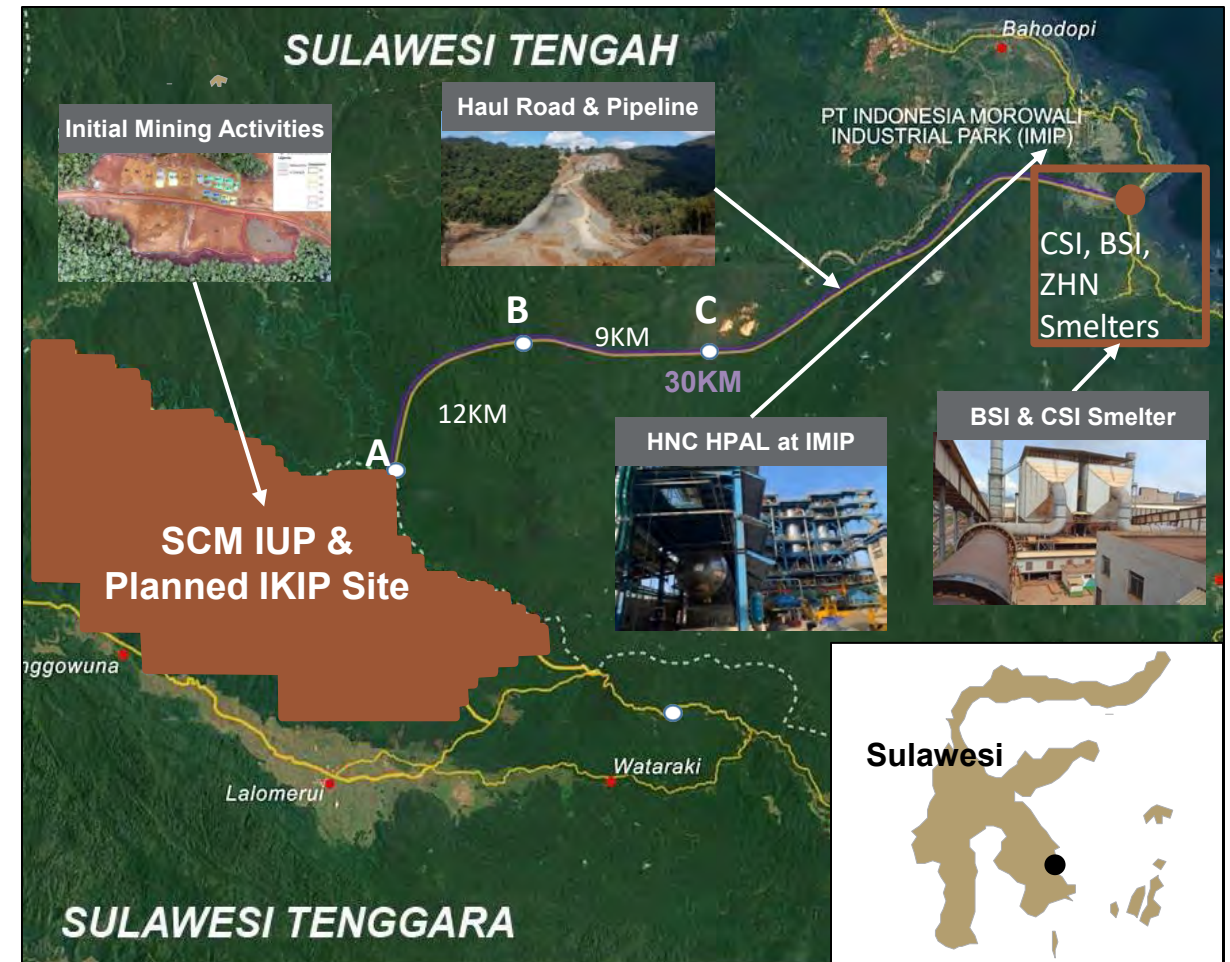 SULAWESI TENGAH
Bahodopi
Initial Mining Activities
Haul Road & Pipeline
PT INDONESIA MOROWALI
INDUSTRIAL PARK (IMIP)
CSI, BSI,
ZHN
Smelters
B
C
9KM
30KM
12KM
A
HNC HPAL at IMIP
BSI & CSI Smelter
SCM IUP &
Planned IKIP Site
nggowuna
Lalomerui
Wataraki
Sulawesi
SULAWESI TENGGARA